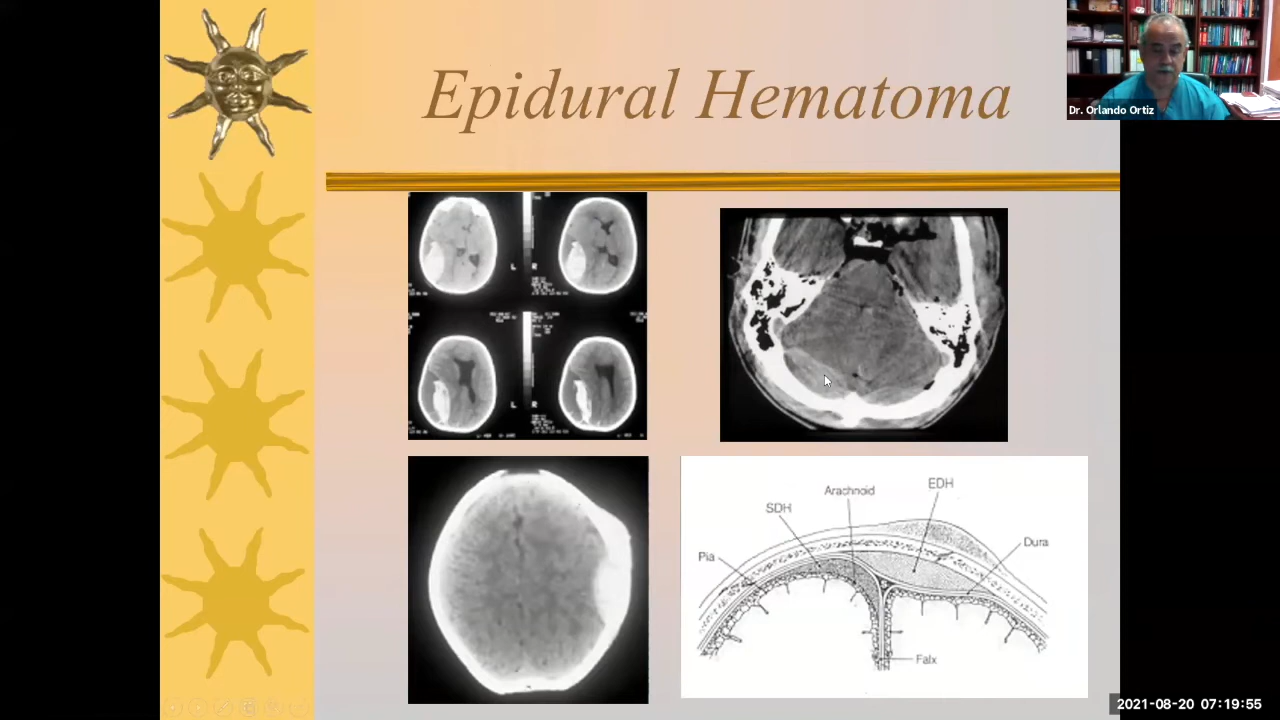 Epidural Hematoma
Dr. Orlando Ortiz
L
R
L
R
EDH
Arachnoid
SDH
Dura
Pia
Falx
2021-08-20 07:19:55